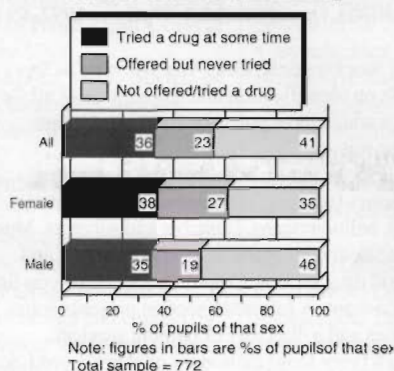 Tried a drug at some time
Offered but never tried
Not offered/tried a drug
All
36 23 41
Female
38 27 35
Male
35 19 46
0 20 40 60 80 100
% of pupils of that sex
Note: figures in bars are %s of pupilsof that sex
Total sample = 772